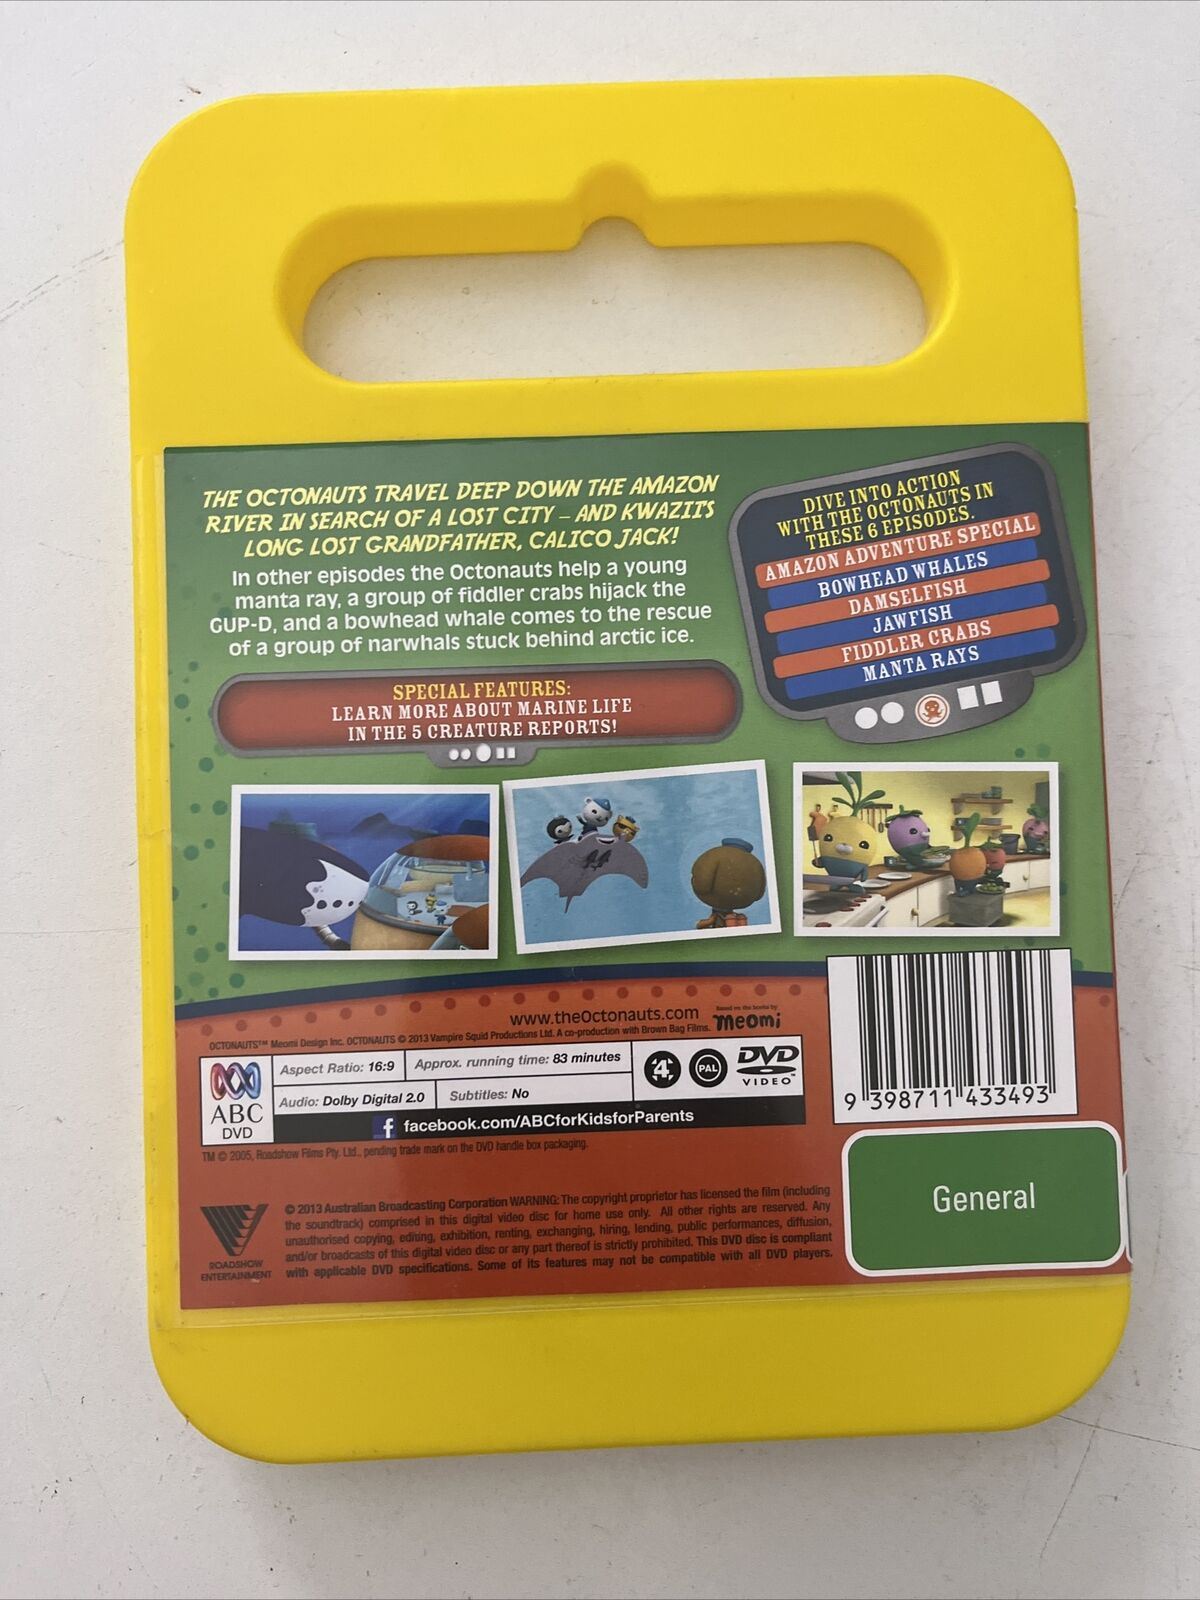 THE OCTONAUTS TRAVEL DEEP DOWN THE AMAZON
RIVER IN SEARCH OF A LOST CITY – AND KWAZII'S
LONG LOST GRANDFATHER, CALICO JACK!
In other episodes the Octonauts help a young
manta ray, a group of fiddler crabs hijack the
GUP-D, and a bowhead whale comes to the rescue
of a group of narwhals stuck behind arctic ice.
SPECIAL FEATURES:
LEARN MORE ABOUT MARINE LIFE
IN THE 5 CREATURE REPORTS!
DIVE INTO ACTION
WITH THE OCTONAUTS IN
THESE 6 EPISODES.
AMAZON ADVENTURE SPECIAL
BOWHEAD WHALES
DAMSELFISH
JAWFISH
FIDDLER CRABS
MANTA RAYS
www.theOctonauts.com
Based on the books by
meomi
OCTONAUTS™ Meomi Design Inc. OCTONAUTS © 2013 Vampire Squid Productions Ltd. A co-production with Brown Bag Films.
ABC
DVD
Aspect Ratio: 16:9
Approx. running time: 83 minutes
Audio: Dolby Digital 2.0
Subtitles: No
4
PAL
DVD
VIDEO™
f facebook.com/ABCforKidsforParents
TM © 2005, Roadshow Films Pty. Ltd., pending trade mark on the DVD handle box packaging.
9 398711 433493
General
ROADSHOW
ENTERTAINMENT
© 2013 Australian Broadcasting Corporation WARNING: The copyright proprietor has licensed the film (including
the soundtrack) comprised in this digital video disc for home use only. All other rights are reserved. Any
unauthorised copying, editing, exhibition, renting, exchanging, hiring, lending, public performances, diffusion,
and/or broadcasts of this digital video disc or any part thereof is strictly prohibited. This DVD disc is compliant
with applicable DVD specifications. Some of its features may not be compatible with all DVD players.